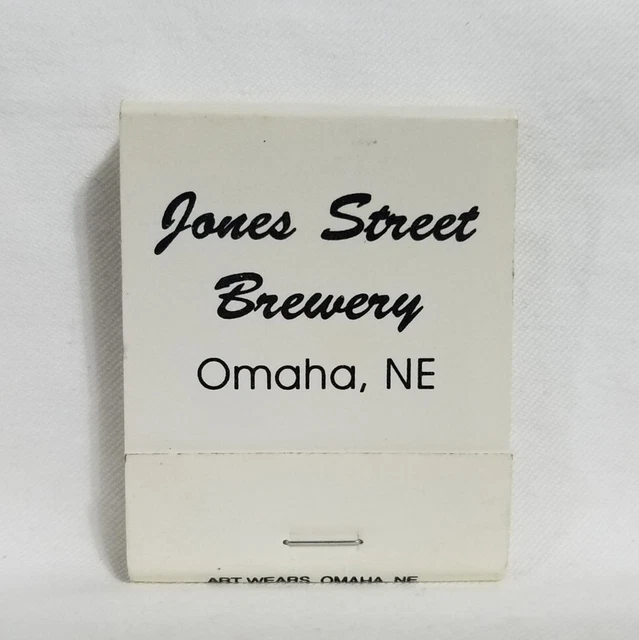 Jones Street
Brewery
Omaha, NE
ART WEARS, OMAHA, NE